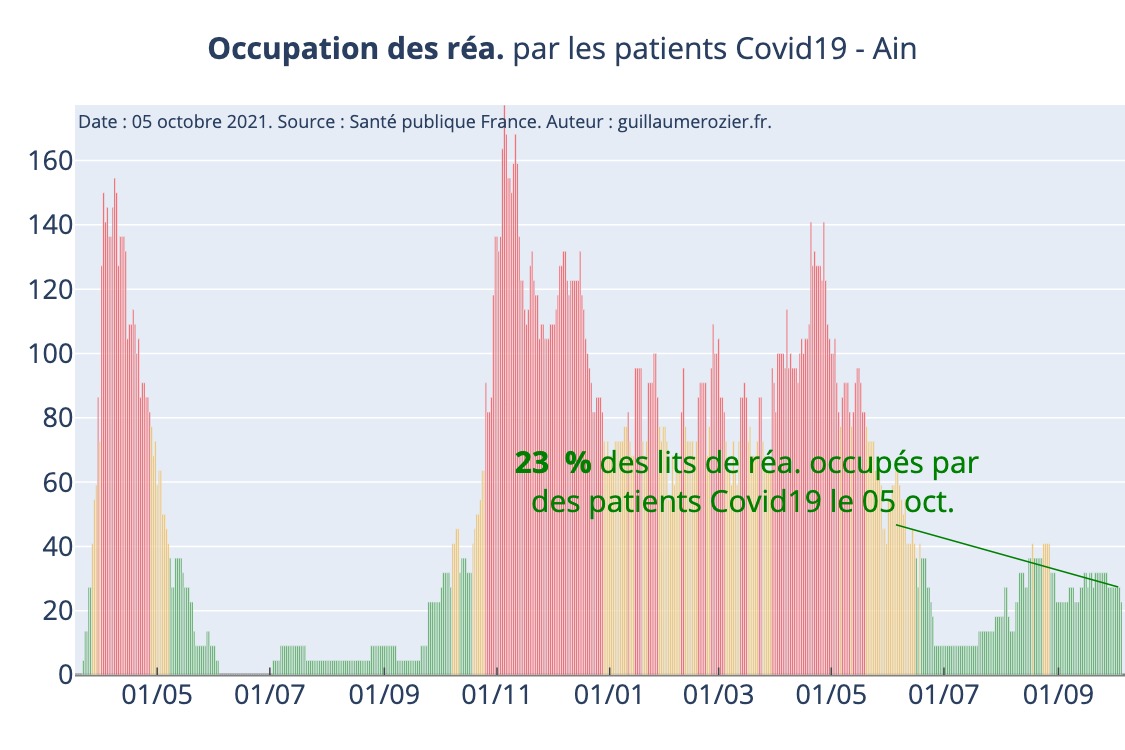 Occupation des réa. par les patients Covid19 - Ain
Date : 05 octobre 2021. Source : Santé publique France. Auteur : guillaumerozier.fr.
160
140
120
100
80
60
40
20
0
23 % des lits de réa. occupés par
des patients Covid19 le 05 oct.
01/05 01/07 01/09 01/11 01/01 01/03 01/05 01/07 01/09